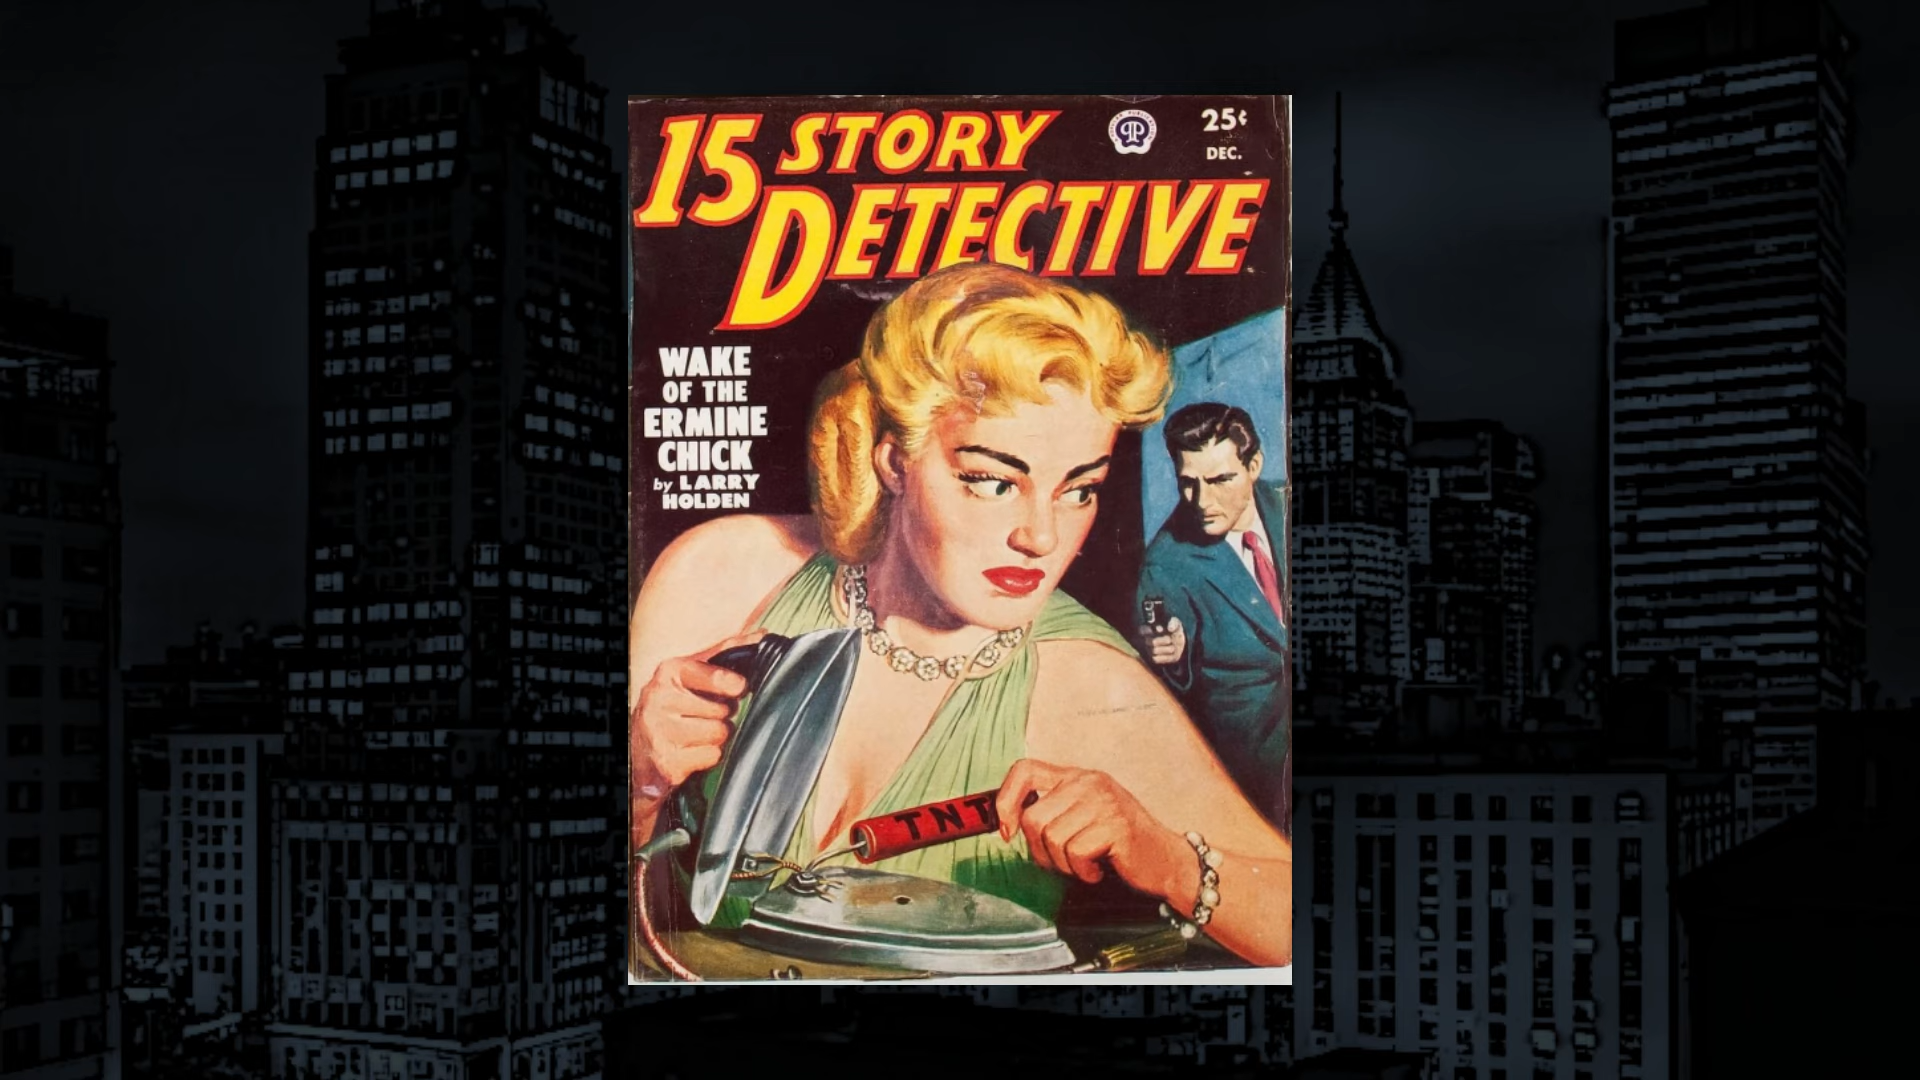 15 STORY
DETECTIVE
25¢
DEC.
WAKE
OF THE
ERMINE
CHICK
by LARRY
HOLDEN
TNT